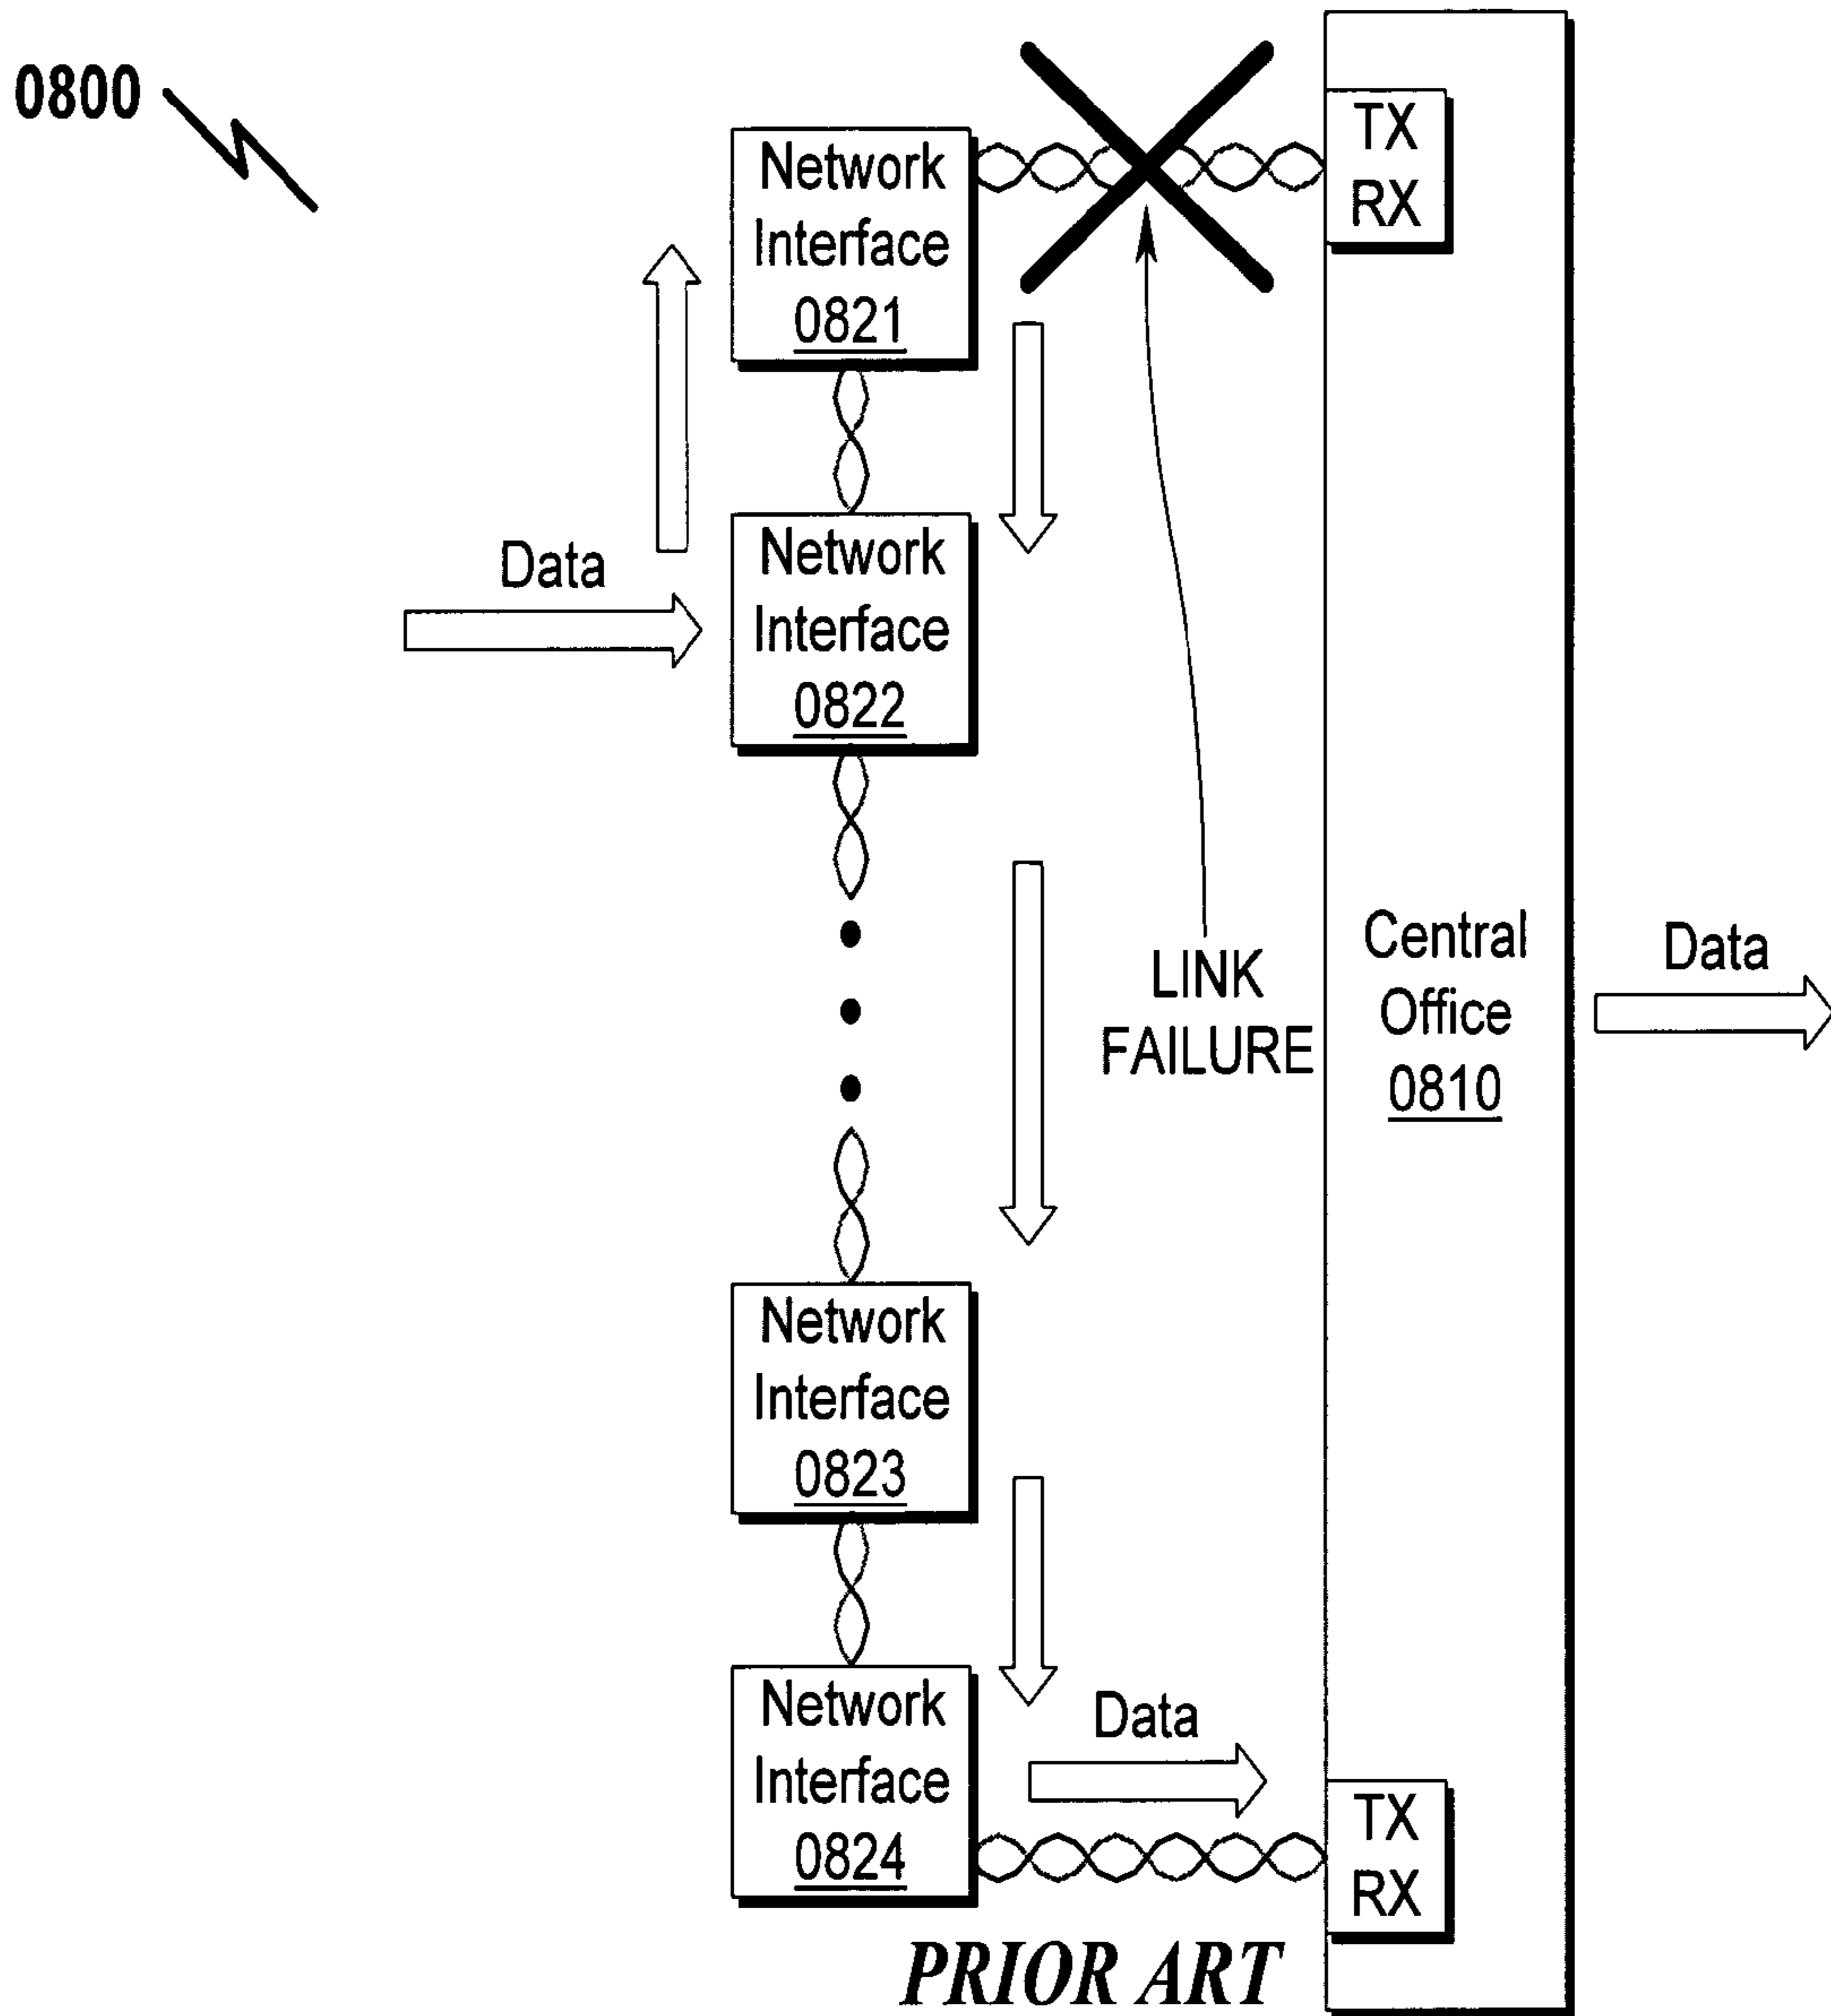 0800
TX
RX
Network
Interface
0821
Data
Network
Interface
0822
LINK
FAILURE
Central
Office
0810
Data
Network
Interface
0823
Network
Interface
0824
Data
TX
RX
PRIOR ART